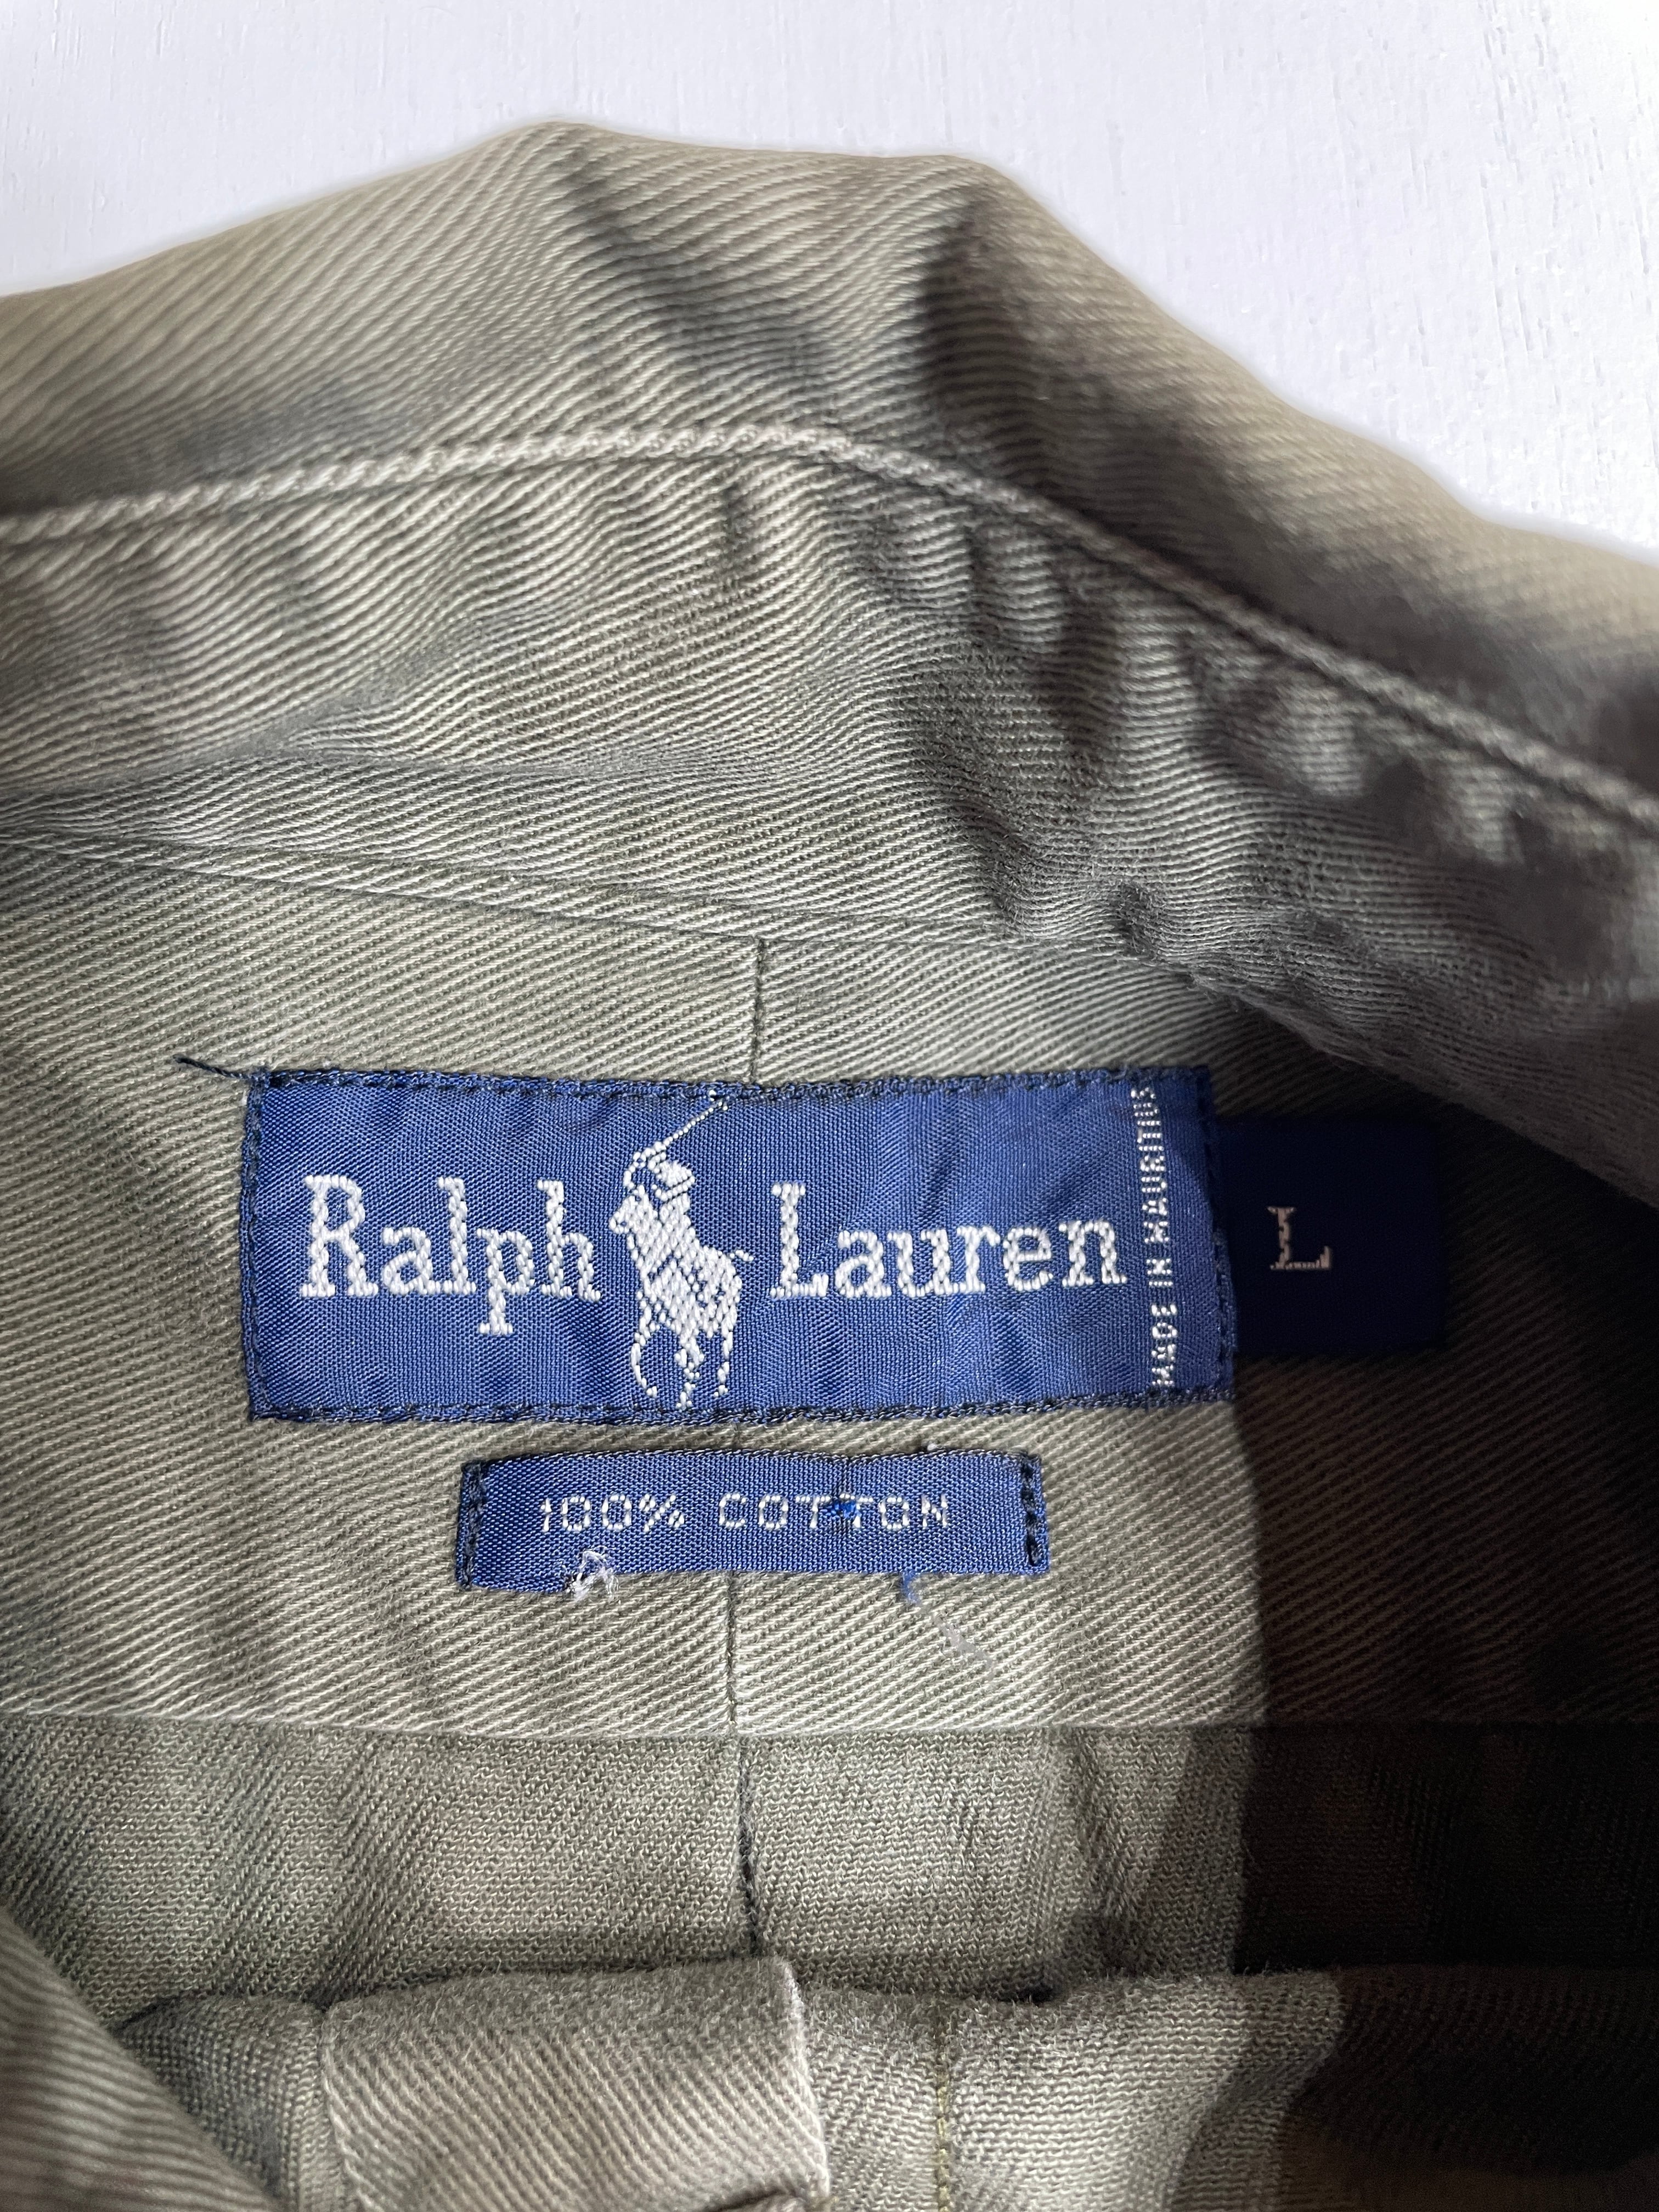 Ralph Lauren
MADE IN MAURITIUS
L
100% COTTON